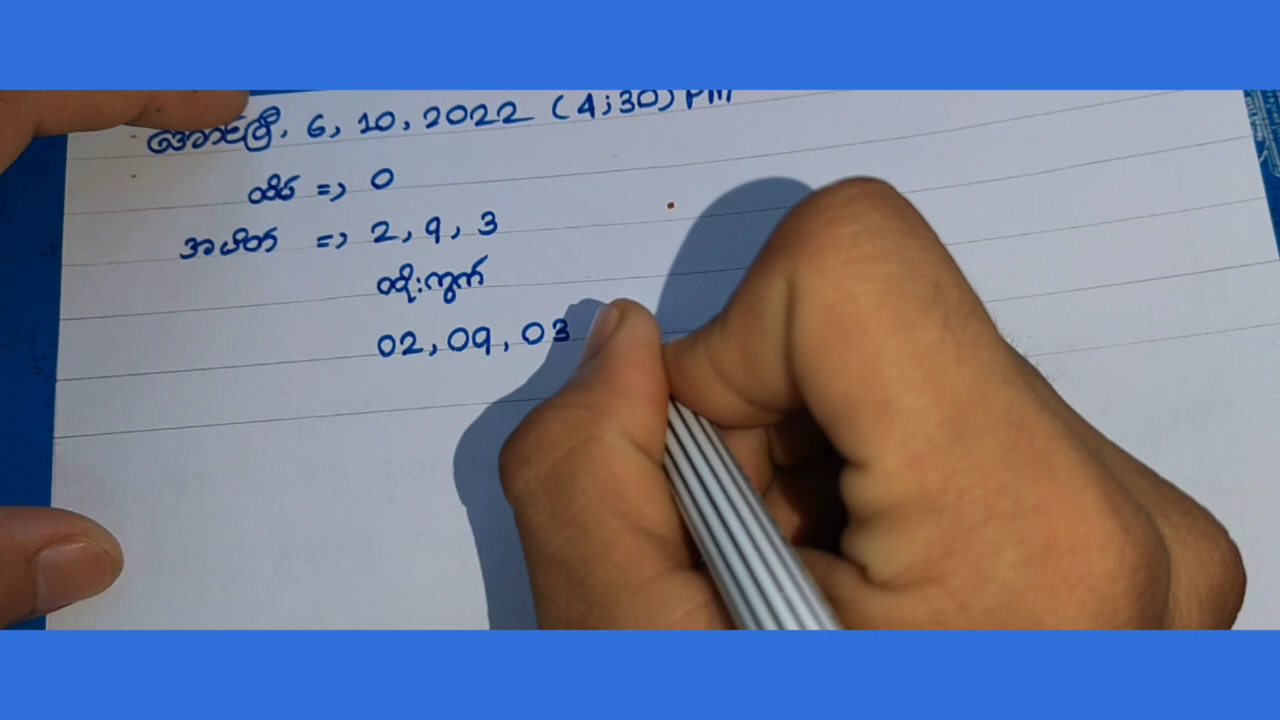 အောင်ပြီ. 6, 10, 2022 (4;30) PM
ထိပ် => 0
အပိတ် => 2, 9, 3
ထိုးကွက်
02, 09, 03